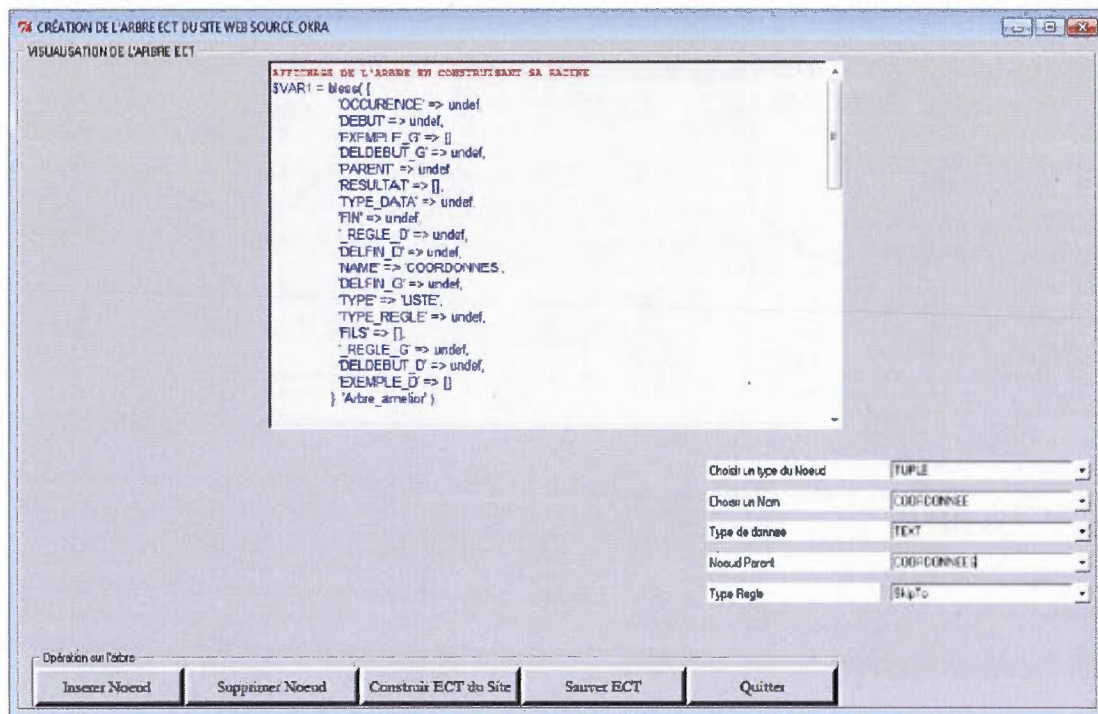 CRÉATION DE L'ARBRE ECT DU SITE WEB SOURCE_OKRA
VISUALISATION DE L'ARBRE ECT
AFFICHAGE DE L'ARBRE EN CONSTRUISANT SA RACINE
$VAR1 = bless( {
'OCCURENCE' => undef,
'DEBUT' => undef,
'EXEMPLE_G' => []
'DELDEBUT_G' => undef,
'PARENT' => undef
'RESULTAT' => [],
'TYPE_DATA' => undef,
'FIN' => undef,
'_REGLE_D' => undef,
'DELFIN_D' => undef,
'NAME' => 'COORDONNES',
'DELFIN_G' => undef,
'TYPE' => 'LISTE',
'TYPE_REGLE' => undef,
'FILS' => [],
'_REGLE_G' => undef,
'DELDEBUT_D' => undef,
'EXEMPLE_D' => []
} 'Arbre_amelior' )
Choisir un type du Noeud TUPLE
Choisir un Nom COORDONNEE
Type de donnee TEXT
Noeud Parent COORDONNEES
Type Regle SkipTo
Opération sur l'arbre
Inserer Noeud Supprimer Noeud Construir ECT du Site Sauver ECT Quitter